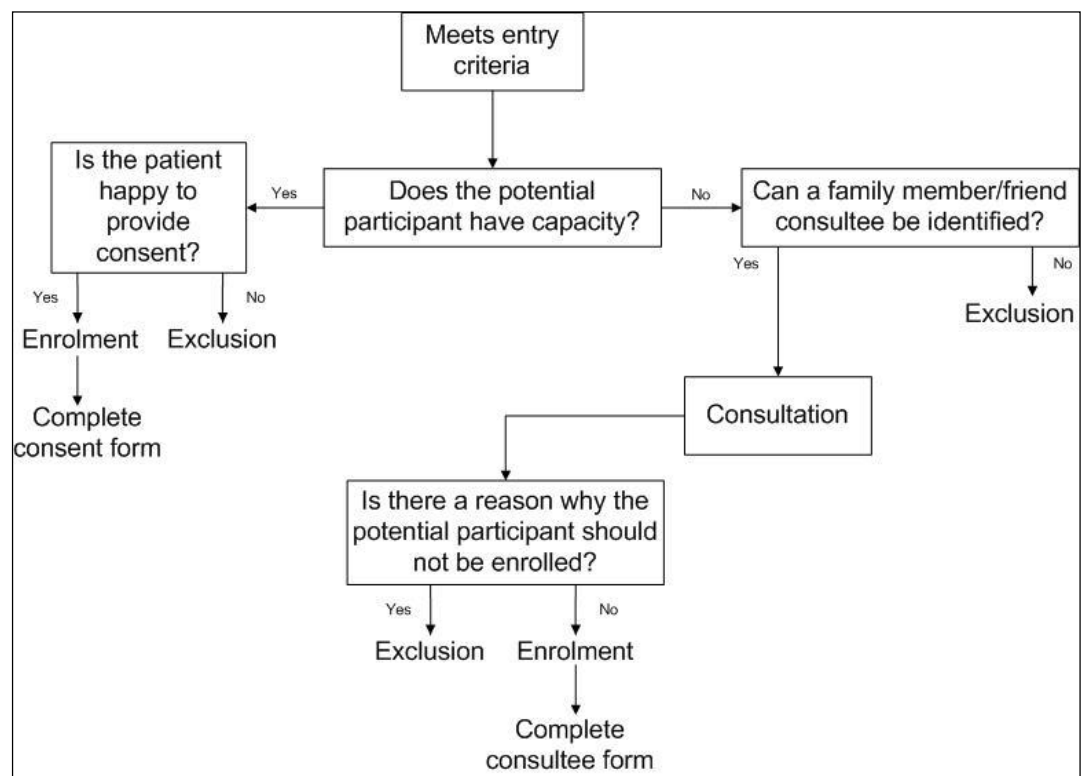 Meets entry
criteria
Is the patient
happy to
provide
consent?
Yes
Does the potential
participant have capacity?
No
Can a family member/friend
consultee be identified?
Yes
No
Enrolment
Exclusion
Yes
No
Exclusion
Complete
consent form
Consultation
Is there a reason why the
potential participant should
not be enrolled?
Yes
No
Exclusion
Enrolment
Complete
consultee form